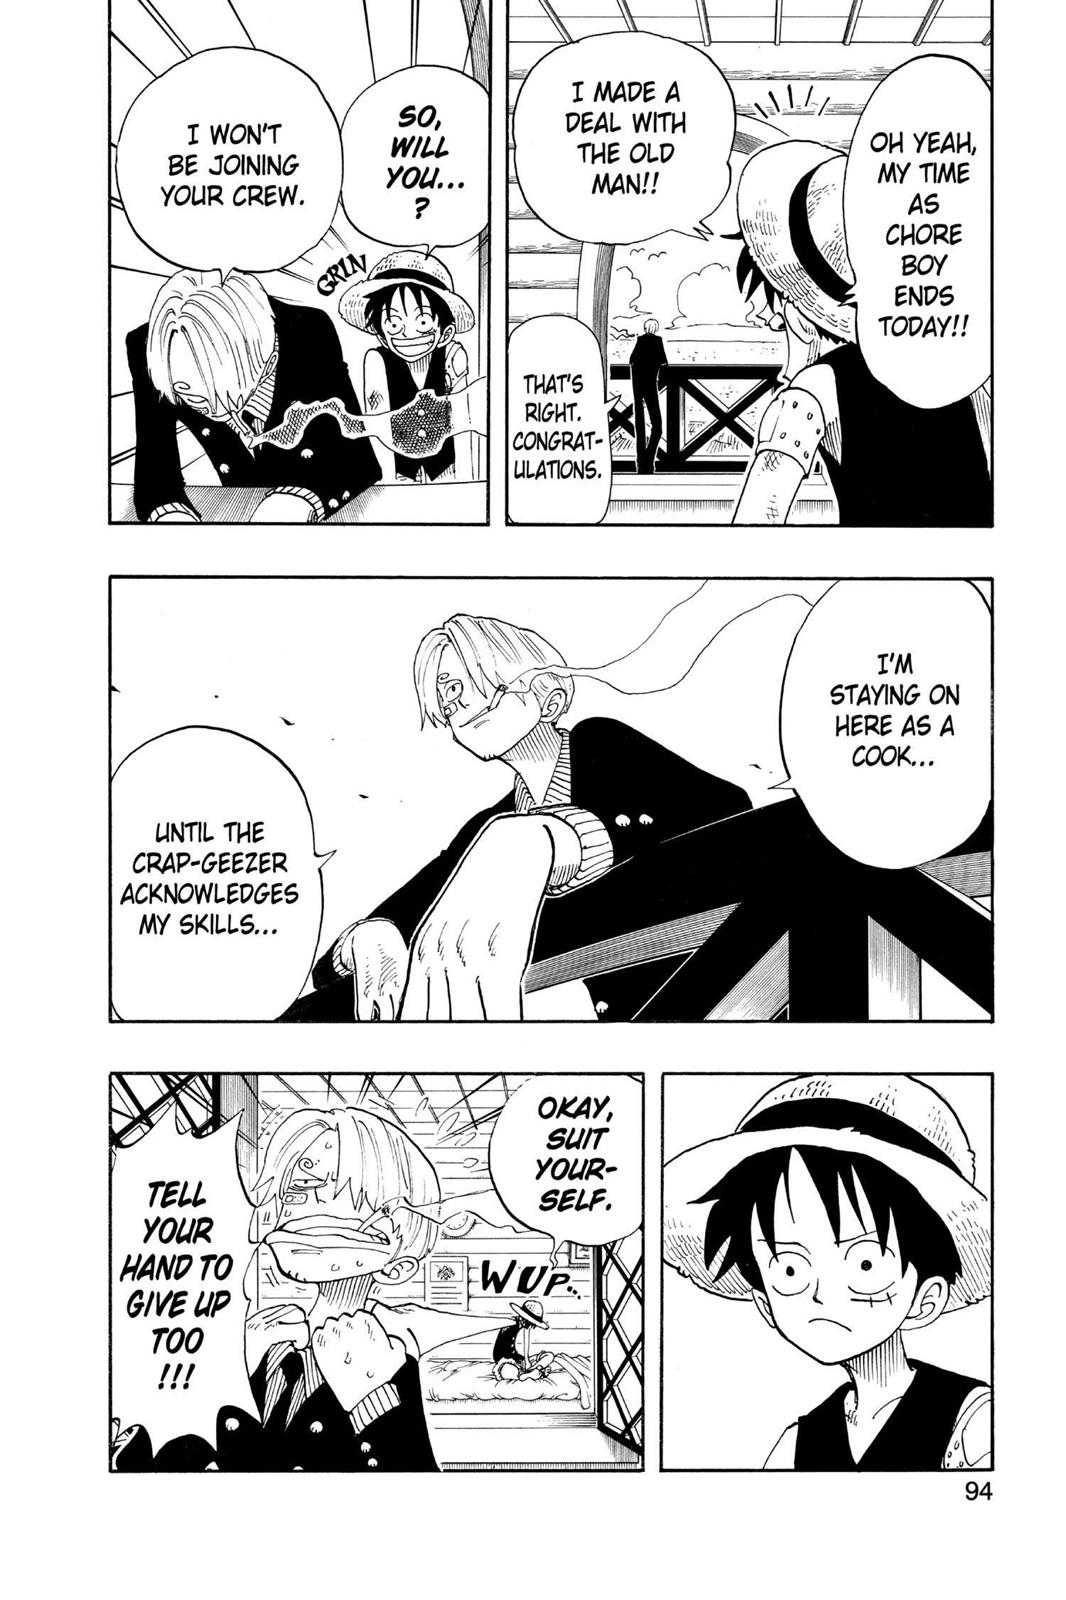 OH YEAH,
MY TIME
AS
CHORE
BOY
ENDS
TODAY!!
I MADE A
DEAL WITH
THE OLD
MAN!!
THAT'S
RIGHT.
CONGRAT-
ULATIONS.
SO,
WILL
YOU...
?
GRIN
I WON'T
BE JOINING
YOUR CREW.
I'M
STAYING ON
HERE AS A
COOK...
UNTIL THE
CRAP-GEEZER
ACKNOWLEDGES
MY SKILLS...
OKAY,
SUIT
YOUR-
SELF.
WUP...
TELL
YOUR
HAND TO
GIVE UP
TOO
!!!
94